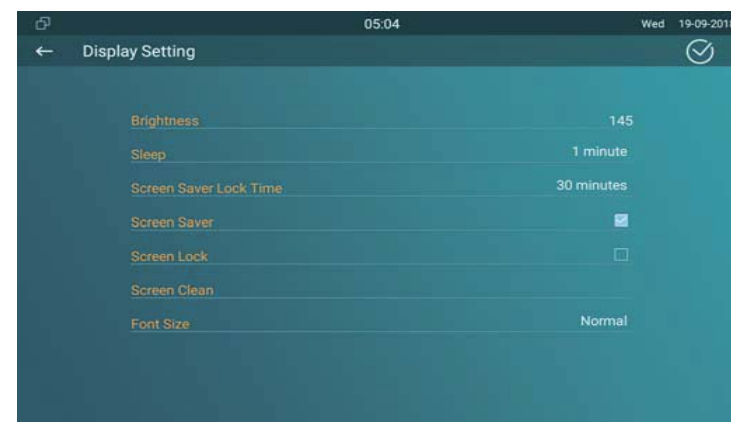 05:04 Wed 19-09-201
Display Setting
Brightness 145
Sleep 1 minute
Screen Saver Lock Time 30 minutes
Screen Saver
Screen Lock
Screen Clean
Font Size Normal